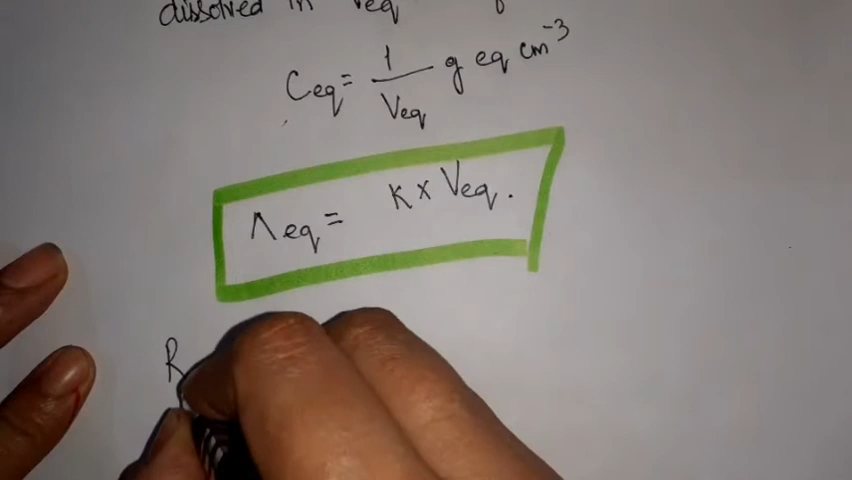 dissolved in Veq
Ceq = 1/Veq g eq cm⁻³
Λeq = K × Veq.
R